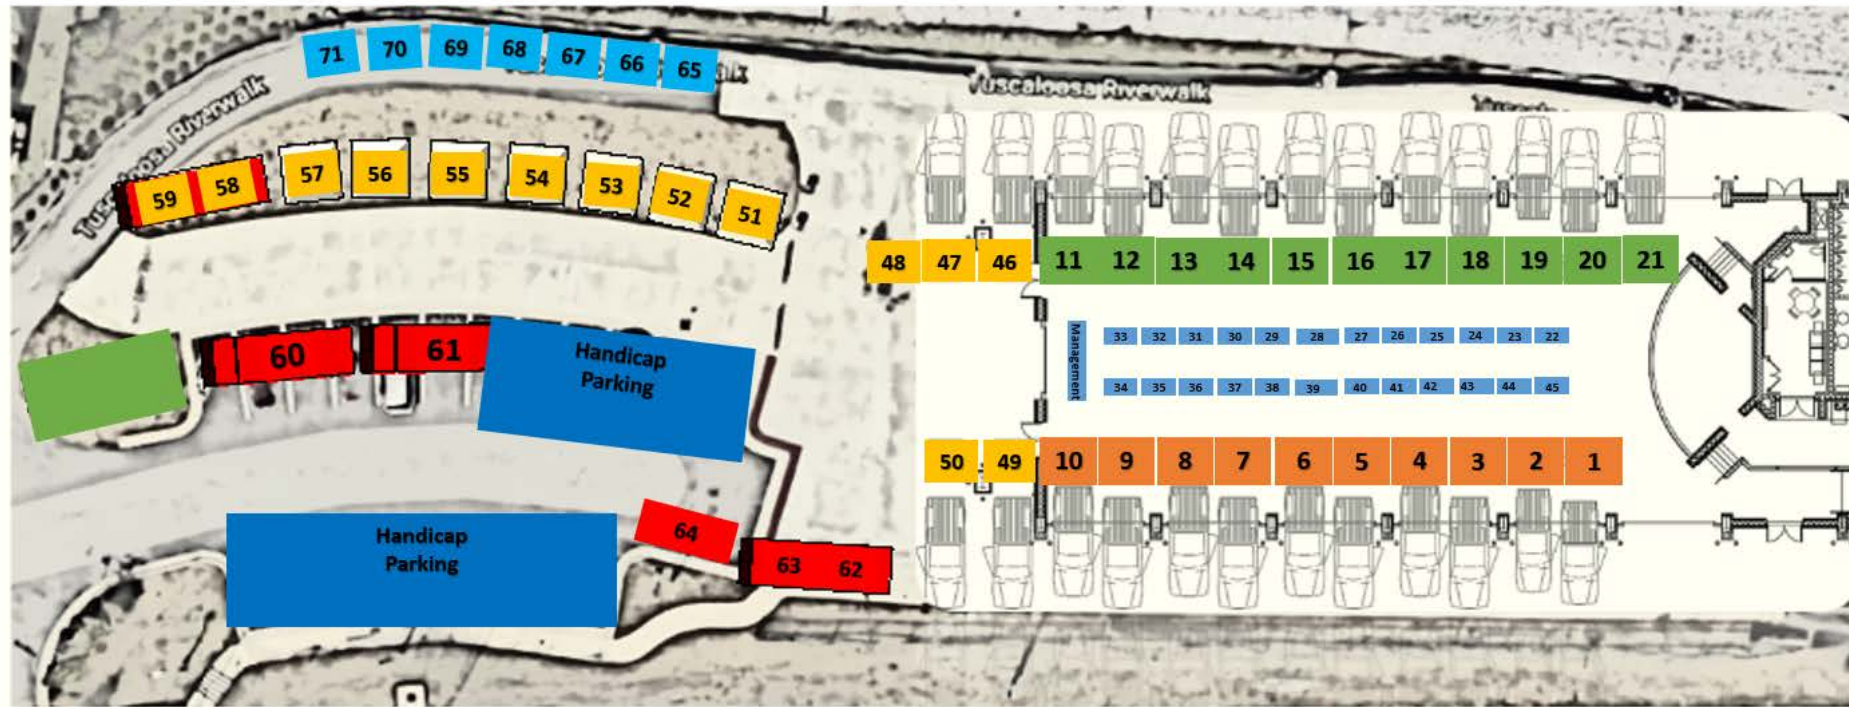 71 70 69 68 67 66 65
Tuscaloosa Riverwalk
Tuscaloosa Riverwalk
59 58 57 56 55 54 53 52 51
48 47 46 11 12 13 14 15 16 17 18 19 20 21
Management
33 32 31 30 29 28 27 26 25 24 23 22
34 35 36 37 38 39 40 41 42 43 44 45
60 61
Handicap
Parking
50 49 10 9 8 7 6 5 4 3 2 1
Handicap
Parking
64
63 62